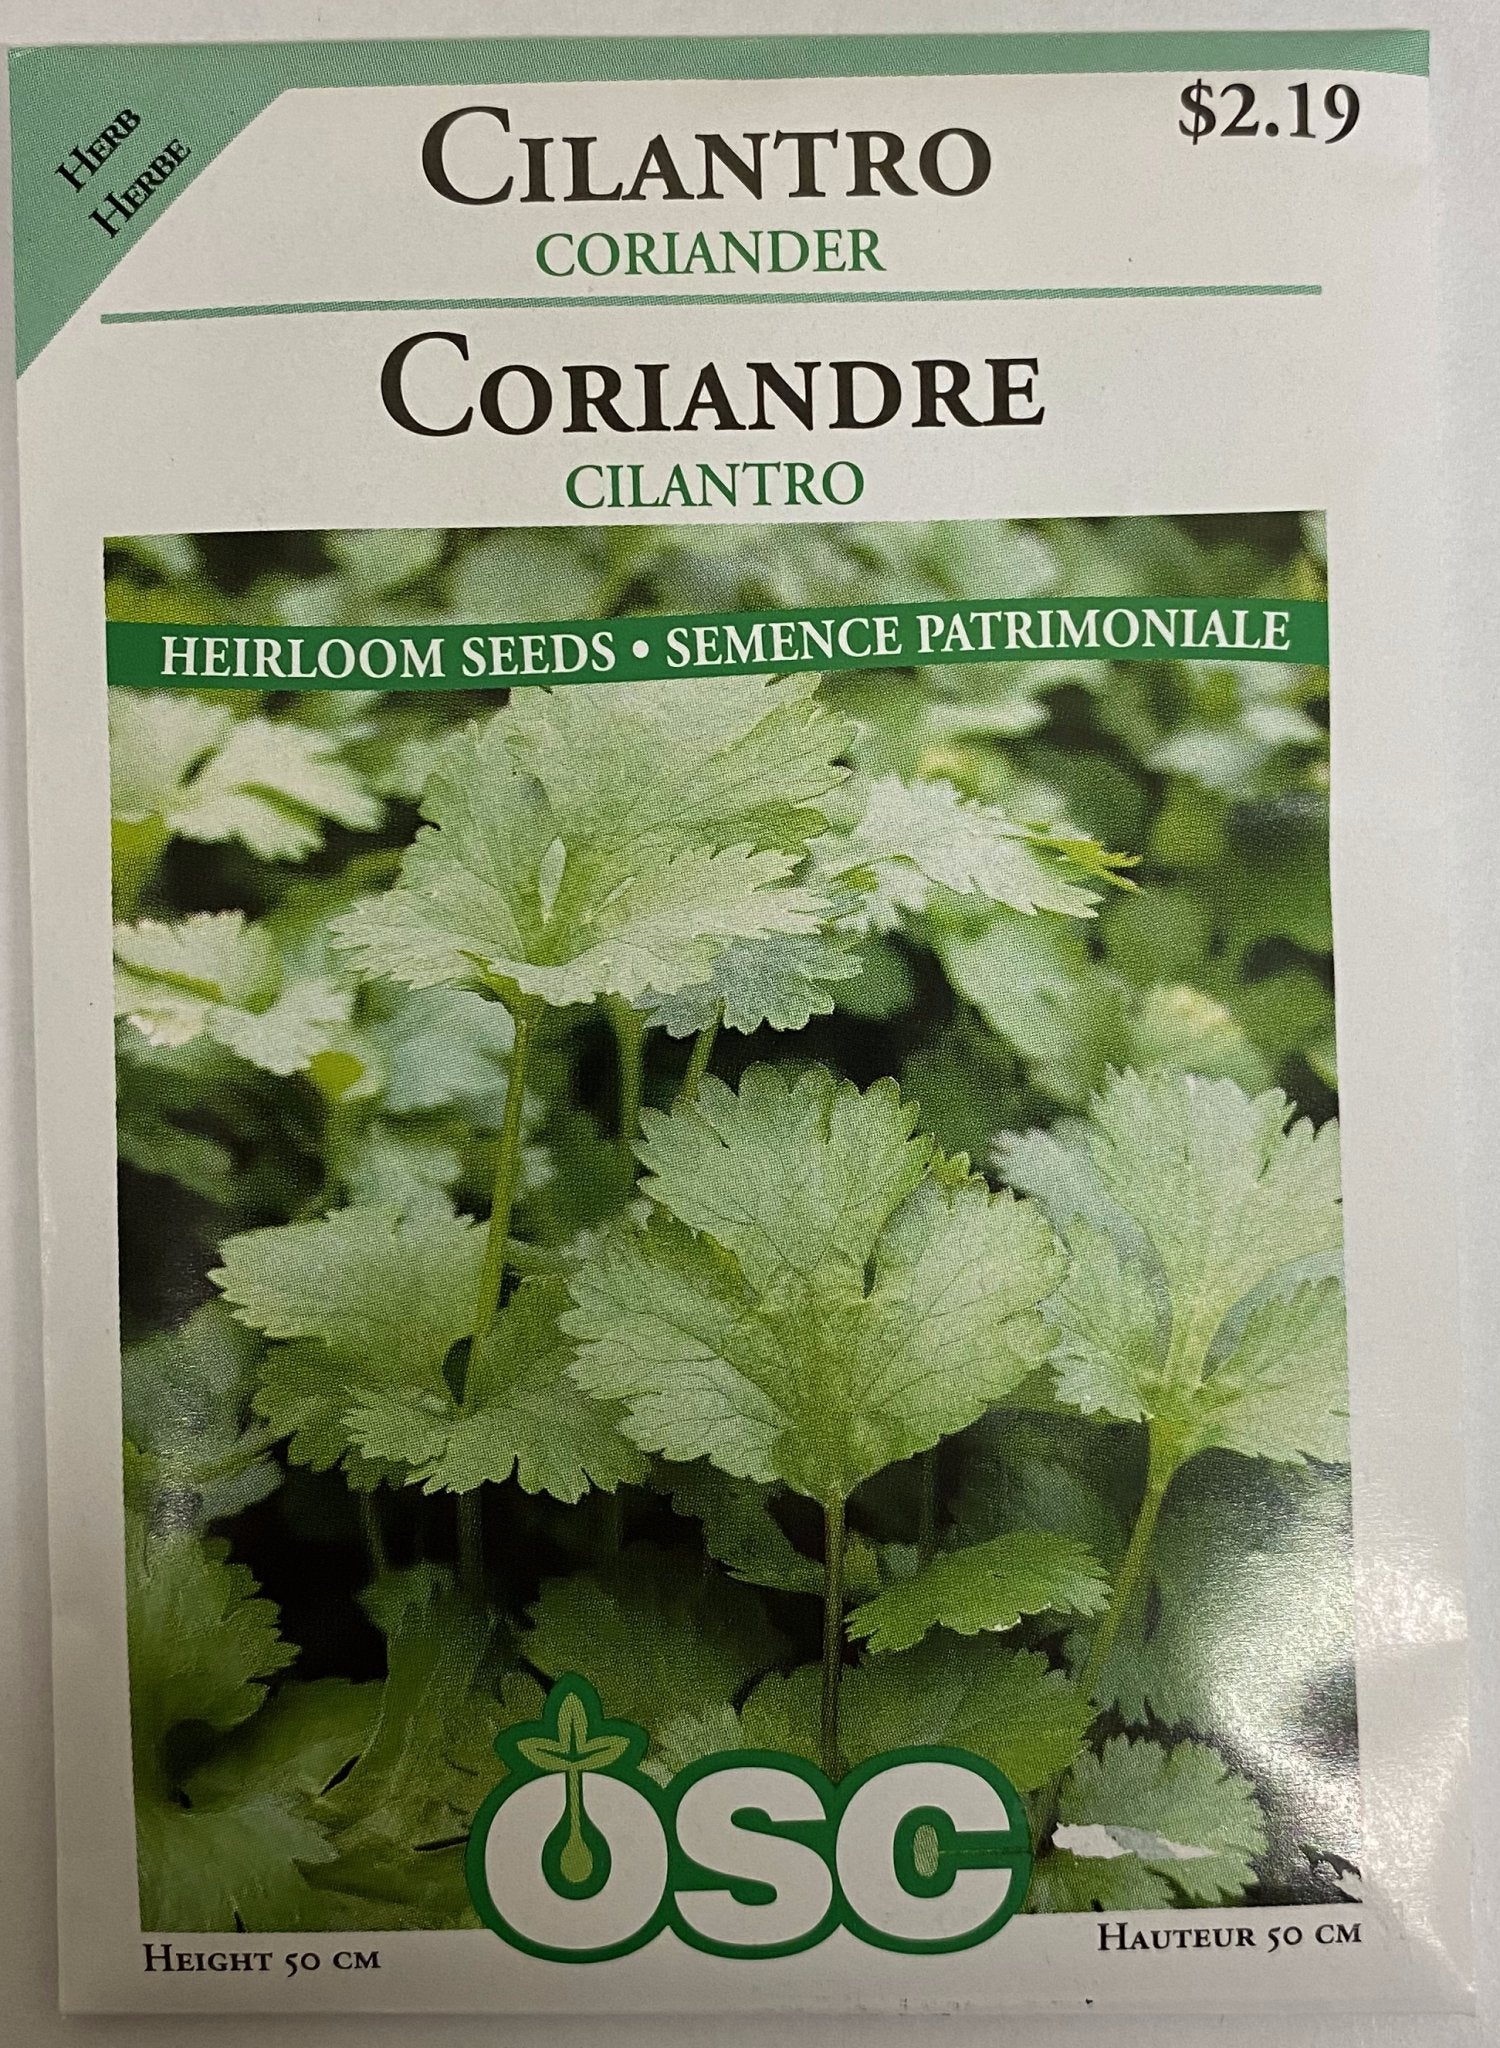 HERB
HERBE
CILANTRO
$2.19
CORIANDER
CORIANDRE
CILANTRO
HEIRLOOM SEEDS • SEMENCE PATRIMONIALE
OSC
HEIGHT 50 CM
HAUTEUR 50 CM